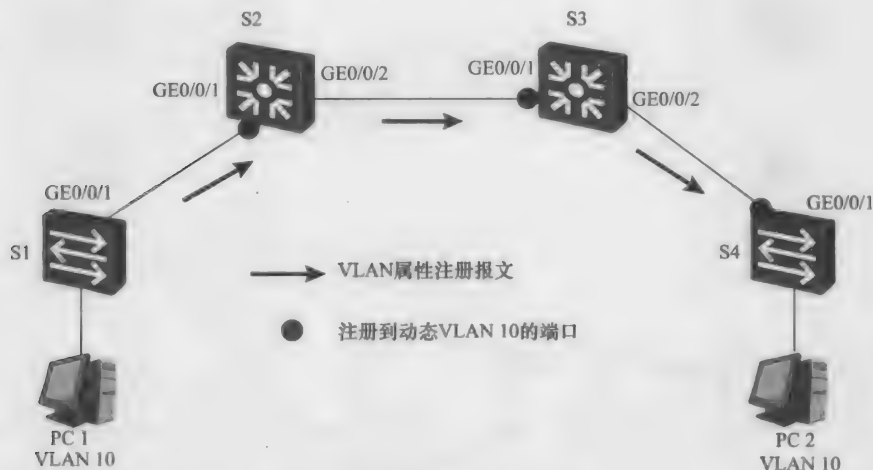 S2
S3
GE0/0/1
GE0/0/2
GE0/0/1
GE0/0/2
GE0/0/1
GE0/0/1
S1
S4
VLAN属性注册报文
注册到动态VLAN 10的端口
PC 1
VLAN 10
PC 2
VLAN 10